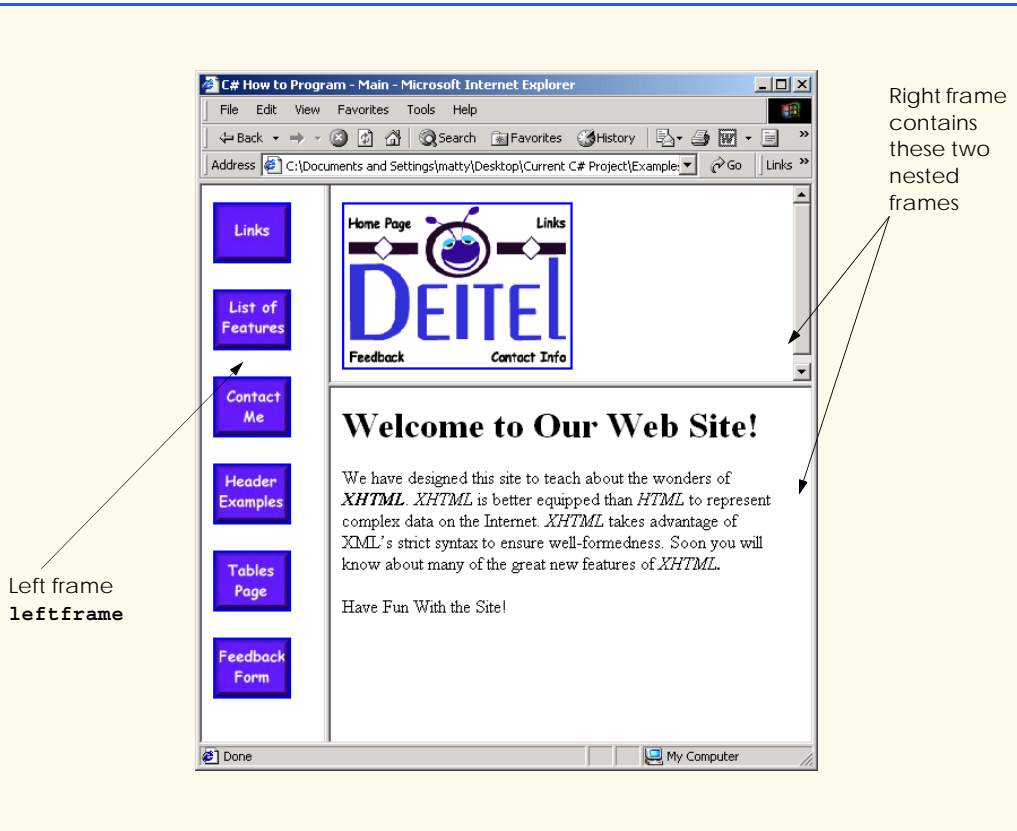 C# How to Program - Main - Microsoft Internet Explorer
File Edit View Favorites Tools Help
Back Search Favorites History W »
Address C:\Documents and Settings\matty\Desktop\Current C# Project\Example: Go Links »
Right frame
contains
these two
nested
frames
Links
List of
Features
Contact
Me
Header
Examples
Tables
Page
Feedback
Form
Home Page Links
DEITEL
Feedback Contact Info
Welcome to Our Web Site!
We have designed this site to teach about the wonders of
XHTML. XHTML is better equipped than HTML to represent
complex data on the Internet. XHTML takes advantage of
XML's strict syntax to ensure well-formedness. Soon you will
know about many of the great new features of XHTML.
Have Fun With the Site!
Left frame
leftframe
Done My Computer